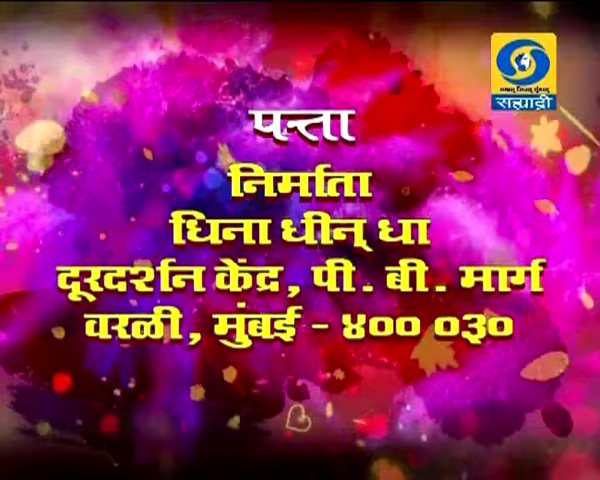 सह्याद्री
पत्ता
निर्माता
धिना धीन् धा
दूरदर्शन केंद्र, पी. बी. मार्ग
वरळी, मुंबई - ४०० ०३०